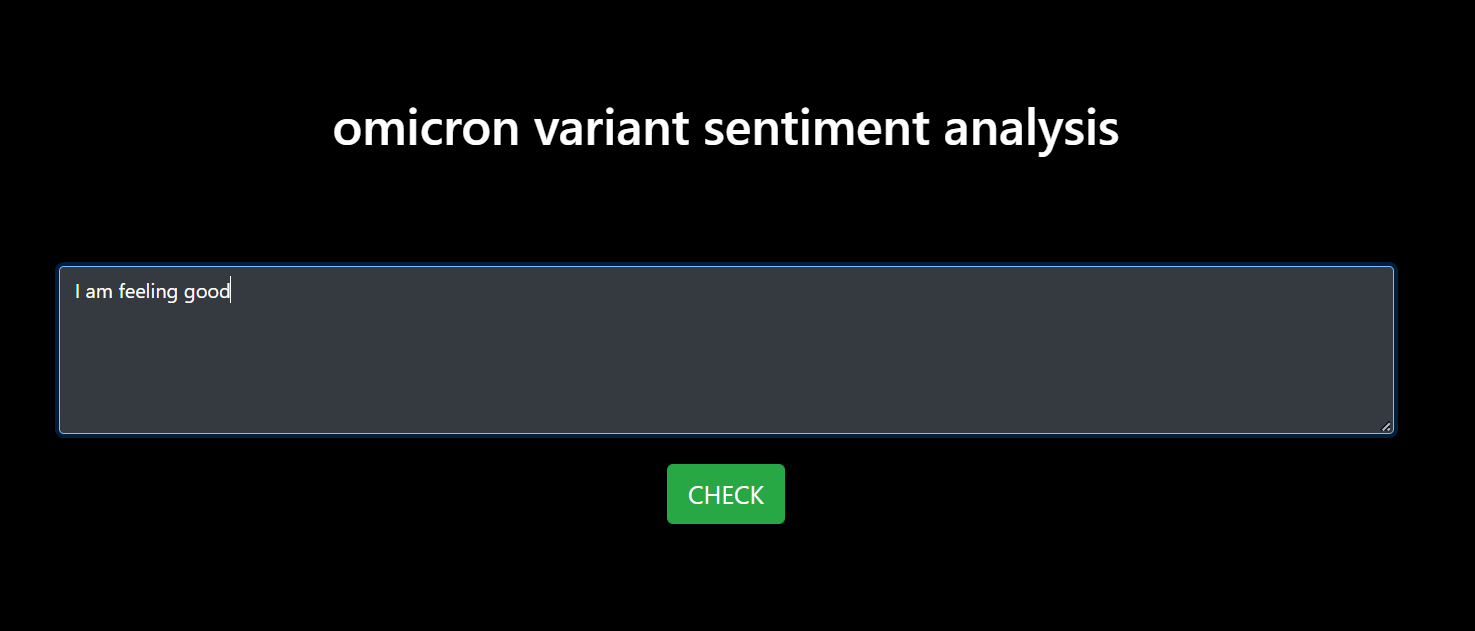 omicron variant sentiment analysis
I am feeling good
CHECK